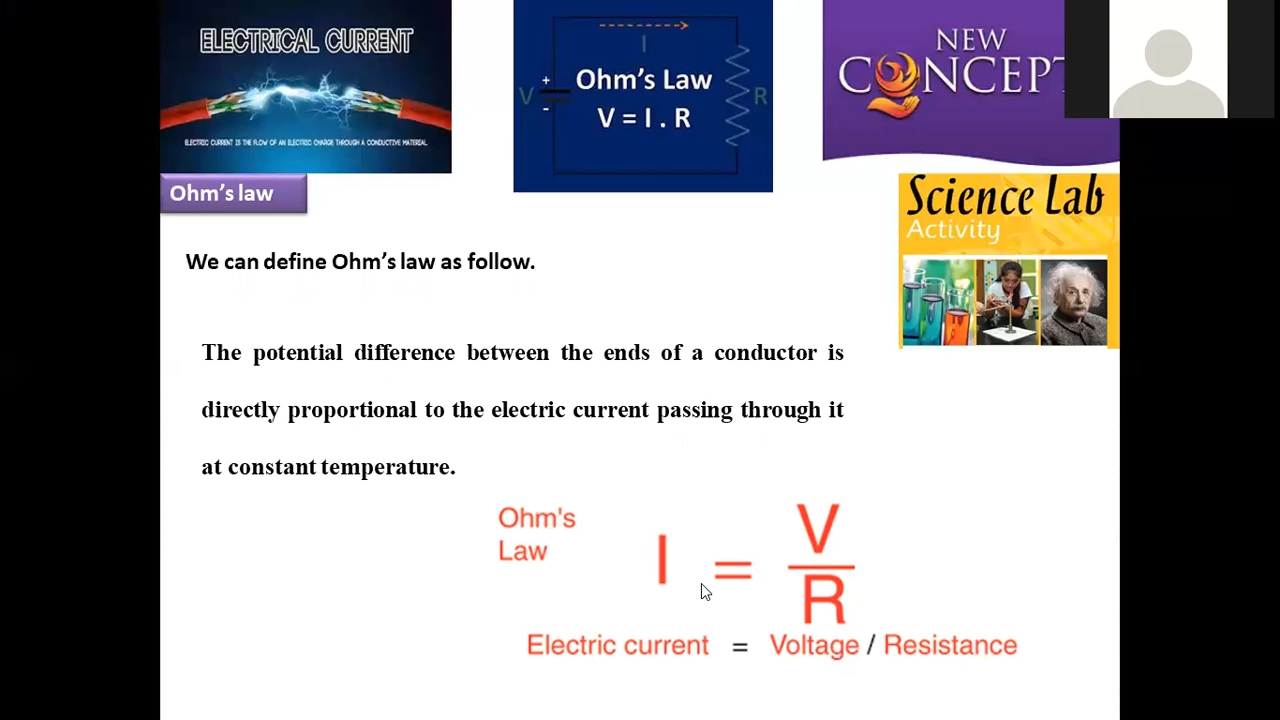 ELECTRICAL CURRENT
ELECTRIC CURRENT IS THE FLOW OF AN ELECTRIC CHARGE THROUGH A CONDUCTIVE MATERIAL
I
+
V
-
R
Ohm's Law
V = I . R
NEW
CONCEPT
Science Lab
Activity
Ohm's law
We can define Ohm's law as follow.
The potential difference between the ends of a conductor is
directly proportional to the electric current passing through it
at constant temperature.
Ohm's
Law
I = V
R
Electric current = Voltage / Resistance